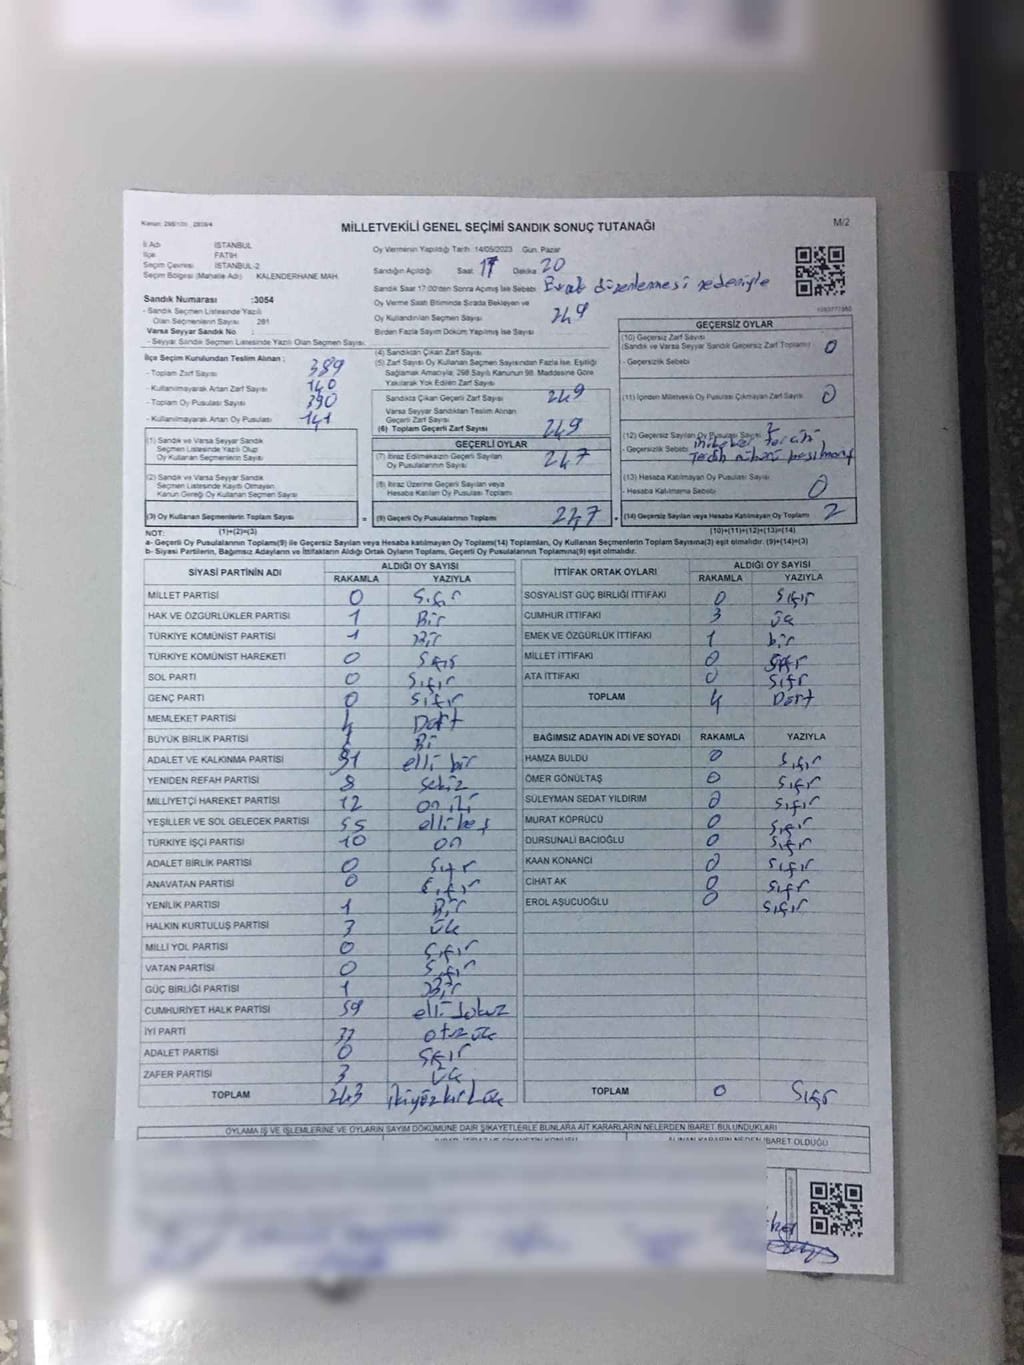 MİLLETVEKİLİ GENEL SEÇİMİ SANDIK SONUÇ TUTANAĞI
M/2
İl Adı İSTANBUL
İlçe FATİH
Seçim Çevresi İSTANBUL-2
Seçim Bölgesi (Mahalle Adı) KALENDERHANE MAH.
Sandık Numarası :3054
- Sandık Seçmen Listesinde Yazılı
Olan Seçmenlerin Sayısı 281
Varsa Seyyar Sandık No :
- Seyyar Sandık Seçmen Listesinde Yazılı Olan Seçmen Sayısı
Oy Vermenin Yapıldığı Tarih 14/05/2023 Gün. Pazar
Sandığın Açıldığı Saat 17 Dakika 20
Sandık Saat 17:00'den Sonra Açılmış İse Sebebi Evrak düzenlenmesi nedeniyle
Oy Verme Saati Bitiminde Sırada Bekleyen ve
Oy Kullandırılan Seçmen Sayısı 249
Birden Fazla Sayım Döküm Yapılmış İse Sayısı
İlçe Seçim Kurulundan Teslim Alınan ;
- Toplam Zarf Sayısı 389
- Kullanılmayarak Artan Zarf Sayısı 140
- Toplam Oy Pusulası Sayısı 390
- Kullanılmayarak Artan Oy Pusulası 141
(1) Sandık ve Varsa Seyyar Sandık
Seçmen Listesinde Yazılı Olup
Oy Kullanan Seçmenlerin Sayısı
(2) Sandık ve Varsa Seyyar Sandık
Seçmen Listesinde Kayıtlı Olmayan
Kanun Gereği Oy Kullanan Seçmen Sayısı
(3) Oy Kullanan Seçmenlerin Toplam Sayısı
(4) Sandıktan Çıkan Zarf Sayısı
(5) Zarf Sayısı Oy Kullanan Seçmen Sayısından Fazla İse, Eşitliği
Sağlamak Amacıyla, 298 Sayılı Kanunun 98. Maddesine Göre
Yakılarak Yok Edilen Zarf Sayısı
Sandıkta Çıkan Geçerli Zarf Sayısı 249
Varsa Seyyar Sandıktan Teslim Alınan
Geçerli Zarf Sayısı
(6) Toplam Geçerli Zarf Sayısı 249
GEÇERLİ OYLAR
(7) İtiraz Edilmeksizin Geçerli Sayılan
Oy Pusulalarının Sayısı 247
(8) İtiraz Üzerine Geçerli Sayılan veya
Hesaba Katılan Oy Pusulası Toplamı
= (9) Geçerli Oy Pusulalarının Toplamı 247
GEÇERSİZ OYLAR
(10) Geçersiz Zarf Sayısı
(Sandık ve Varsa Seyyar Sandık Geçersiz Zarf Toplamı) 0
- Geçersizlik Sebebi
(11) İçinden Milletvekili Oy Pusulası Çıkmayan Zarf Sayısı 0
(12) Geçersiz Sayılan Oy Pusulası Sayısı 2
- Geçersizlik Sebebi
(13) Hesaba Katılmayan Oy Pusulası Sayısı
- Hesaba Katılmama Sebebi 0
+ (14) Geçersiz Sayılan veya Hesaba Katılmayan Oy Toplamı 2
NOT: (1)+(2)=(3) (10)+(11)+(12)+(13)=(14)
a- Geçerli Oy Pusulalarının Toplamı(9) ile Geçersiz Sayılan veya Hesaba katılmayan Oy Toplamı(14) Toplamları, Oy Kullanan Seçmenlerin Toplam Sayısına(3) eşit olmalıdır. (9)+(14)=(3)
b- Siyasi Partilerin, Bağımsız Adayların ve İttifakların Aldığı Ortak Oyların Toplamı, Geçerli Oy Pusulalarının Toplamına(9) eşit olmalıdır.
SİYASİ PARTİNİN ADI ALDIĞI OY SAYISI
RAKAMLA YAZIYLA
MİLLET PARTİSİ 0 Sıfır
HAK VE ÖZGÜRLÜKLER PARTİSİ 1 Bir
TÜRKİYE KOMÜNİST PARTİSİ 1 Bir
TÜRKİYE KOMÜNİST HAREKETİ 0 Sıfır
SOL PARTİ 0 Sıfır
GENÇ PARTİ 0 Sıfır
MEMLEKET PARTİSİ 4 Dört
BÜYÜK BİRLİK PARTİSİ 1 Bi
ADALET VE KALKINMA PARTİSİ 51 elli bir
YENİDEN REFAH PARTİSİ 8 sekiz
MİLLİYETÇİ HAREKET PARTİSİ 12 on iki
YEŞİLLER VE SOL GELECEK PARTİSİ 55 elli beş
TÜRKİYE İŞÇİ PARTİSİ 10 on
ADALET BİRLİK PARTİSİ 0 Sıfır
ANAVATAN PARTİSİ 0 Sıfır
YENİLİK PARTİSİ 1 Bir
HALKIN KURTULUŞ PARTİSİ 3 üç
MİLLİ YOL PARTİSİ 0 Sıfır
VATAN PARTİSİ 0 Sıfır
GÜÇ BİRLİĞİ PARTİSİ 1 Bir
CUMHURİYET HALK PARTİSİ 59 elli dokuz
İYİ PARTİ 33 otuz üç
ADALET PARTİSİ 0 Sıfır
ZAFER PARTİSİ 3 üç
TOPLAM 243 ikiyüzkırküç
İTTİFAK ORTAK OYLARI ALDIĞI OY SAYISI
RAKAMLA YAZIYLA
SOSYALİST GÜÇ BİRLİĞİ İTTİFAKI 0 Sıfır
CUMHUR İTTİFAKI 3 üç
EMEK VE ÖZGÜRLÜK İTTİFAKI 1 bir
MİLLET İTTİFAKI 0 Sıfır
ATA İTTİFAKI 0 Sıfır
TOPLAM 4 Dört
BAĞIMSIZ ADAYIN ADI VE SOYADI RAKAMLA YAZIYLA
HAMZA BULDU 0 Sıfır
ÖMER GÖNÜLTAŞ 0 Sıfır
SÜLEYMAN SEDAT YILDIRIM 0 Sıfır
MURAT KÖPRÜCÜ 0 Sıfır
DURSUNALİ BACIOĞLU 0 Sıfır
KAAN KONANCI 0 Sıfır
CİHAT AK 0 Sıfır
EROL AŞUCUOĞLU 0 Sıfır
TOPLAM 0 Sıfır
OYLAMA İŞ VE İŞLEMLERİNE VE OYLARIN SAYIM DÖKÜMÜNE DAİR ŞİKAYETLERLE BUNLARA AİT KARARLARIN NELERDEN İBARET BULUNDUKLARI